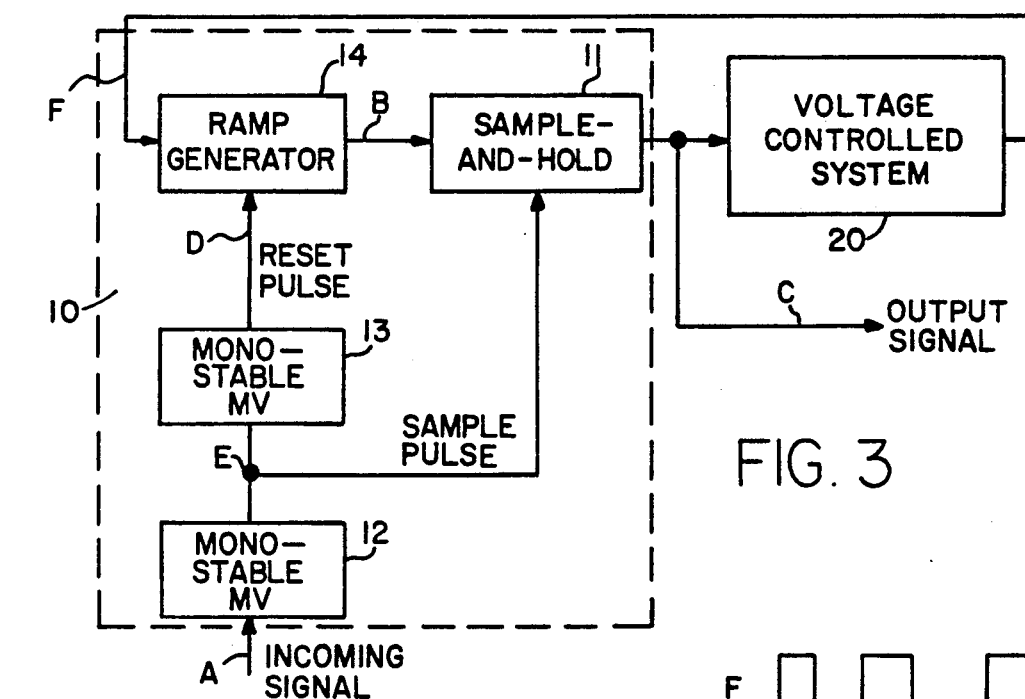 14
11
F
RAMP
GENERATOR
B
SAMPLE-
AND-HOLD
VOLTAGE
CONTROLLED
SYSTEM
20
D
RESET
PULSE
10
C
OUTPUT
SIGNAL
13
MONO-
STABLE
MV
SAMPLE
PULSE
E
FIG. 3
12
MONO-
STABLE
MV
A
INCOMING
SIGNAL
F